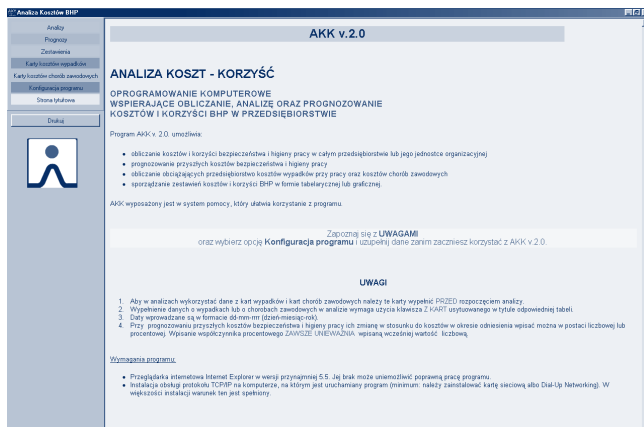 Analiza Kosztów BHP
Analizy
Prognozy
Zestawienia
Karty kosztów wypadków
Karty kosztów chorób zawodowych
Konfiguracja programu
Strona tytułowa
Drukuj
AKK v.2.0
ANALIZA KOSZT - KORZYŚĆ
OPROGRAMOWANIE KOMPUTEROWE
WSPIERAJĄCE OBLICZANIE, ANALIZĘ ORAZ PROGNOZOWANIE
KOSZTÓW I KORZYŚCI BHP W PRZEDSIĘBIORSTWIE
Program AKK v. 2.0. umożliwia:
• obliczanie kosztów i korzyści bezpieczeństwa i higieny pracy w całym przedsiębiorstwie lub jego jednostce organizacyjnej
• prognozowanie przyszłych kosztów bezpieczeństwa i higieny pracy
• obliczanie obciążających przedsiębiorstwo kosztów wypadków przy pracy oraz kosztów chorób zawodowych
• sporządzanie zestawień kosztów i korzyści BHP w formie tabelarycznej lub graficznej.
AKK wyposażony jest w system pomocy, który ułatwia korzystanie z programu.
Zapoznaj się z UWAGAMI
oraz wybierz opcję Konfiguracja programu i uzupełnij dane zanim zaczniesz korzystać z AKK v.2.0.
UWAGI
1. Aby w analizach wykorzystać dane z kart wypadków i kart chorób zawodowych należy te karty wypełnić PRZED rozpoczęciem analizy.
2. Wypełnienie danych o wypadkach lub o chorobach zawodowych w analizie wymaga użycia klawisza Z KART usytuowanego w tytule odpowiedniej tabeli.
3. Daty wprowadzane są w formacie dd-mm-rrrr (dzień-miesiąc-rok).
4. Przy prognozowaniu przyszłych kosztów bezpieczeństwa i higieny pracy ich zmianę w stosunku do kosztów w okresie odniesienia wpisać można w postaci liczbowej lub
procentowej. Wpisanie współczynnika procentowego ZAWSZE UNIEWAŻNIA wpisaną wcześniej wartość liczbową.
Wymagania programu:
• Przeglądarka internetowa Internet Explorer w wersji przynajmniej 5.5. Jej brak może uniemożliwić poprawną pracę programu.
• Instalacja obsługi protokołu TCP/IP na komputerze, na którym jest uruchamiany program (minimum: należy zainstalować kartę sieciową albo Dial-Up Networking). W
większości instalacji warunek ten jest spełniony.